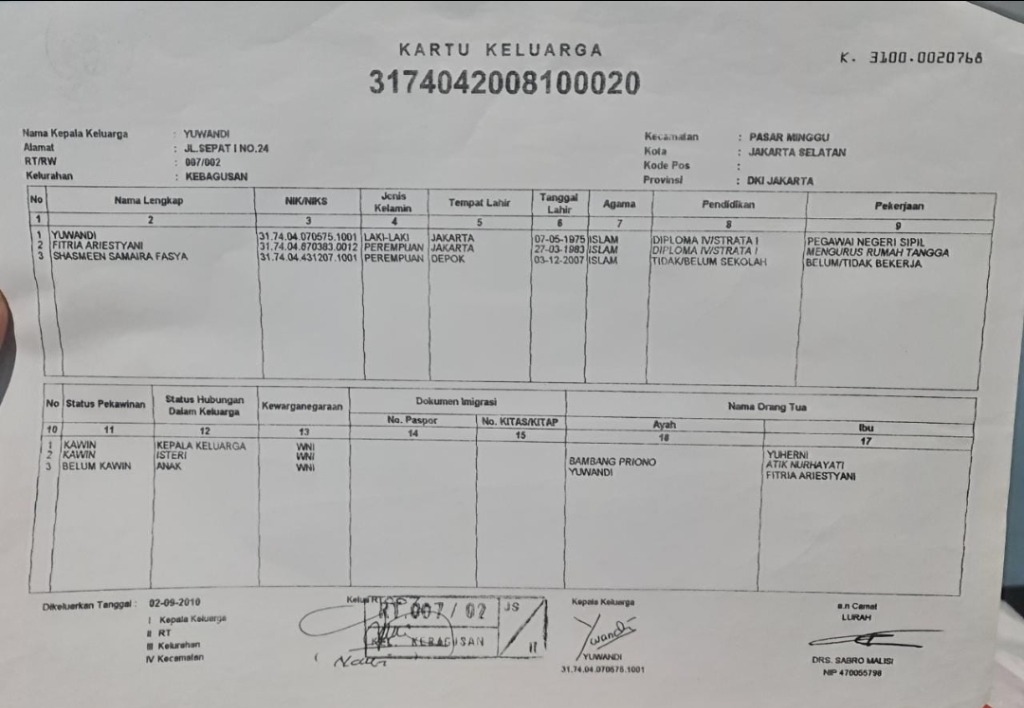 KARTU KELUARGA
K. 3100.0020768
3174042008100020
Nama Kepala Keluarga : YUWANDI
Alamat : JL.SEPAT I NO.24
RT/RW : 007/002
Kelurahan : KEBAGUSAN
Kecamatan : PASAR MINGGU
Kota : JAKARTA SELATAN
Kode Pos :
Provinsi : DKI JAKARTA
No Nama Lengkap NIK/NIKS Jenis Kelamin Tempat Lahir Tanggal Lahir Agama Pendidikan Pekerjaan
1 2 3 4 5 6 7 8 9
1 YUWANDI 31.74.04.070575.1001 LAKI-LAKI JAKARTA 07-05-1975 ISLAM DIPLOMA IV/STRATA I PEGAWAI NEGERI SIPIL
2 FITRIA ARIESTYANI 31.74.04.670383.0012 PEREMPUAN JAKARTA 27-03-1983 ISLAM DIPLOMA IV/STRATA I MENGURUS RUMAH TANGGA
3 SHASMEEN SAMAIRA FASYA 31.74.04.431207.1001 PEREMPUAN DEPOK 03-12-2007 ISLAM TIDAK/BELUM SEKOLAH BELUM/TIDAK BEKERJA
No Status Pekawinan Status Hubungan Dalam Keluarga Kewarganegaraan Dokumen Imigrasi Nama Orang Tua
No. Paspor No. KITAS/KITAP Ayah Ibu
10 11 12 13 14 15 16 17
1 KAWIN KEPALA KELUARGA WNI YUHERNI
2 KAWIN ISTERI WNI BAMBANG PRIONO ATIK NURHAYATI
3 BELUM KAWIN ANAK WNI YUWANDI FITRIA ARIESTYANI
Dikeluarkan Tanggal : 02-09-2010
I Kepala Keluarga
II RT
III Kelurahan
IV Kecamatan
RT.007 / 02
JS
KEL. KEBAGUSAN
II
Kepala Keluarga
Yuwandi
YUWANDI
31.74.04.070575.1001
a.n Camat
LURAH
DRS. SABRO MALISI
NIP 470055798